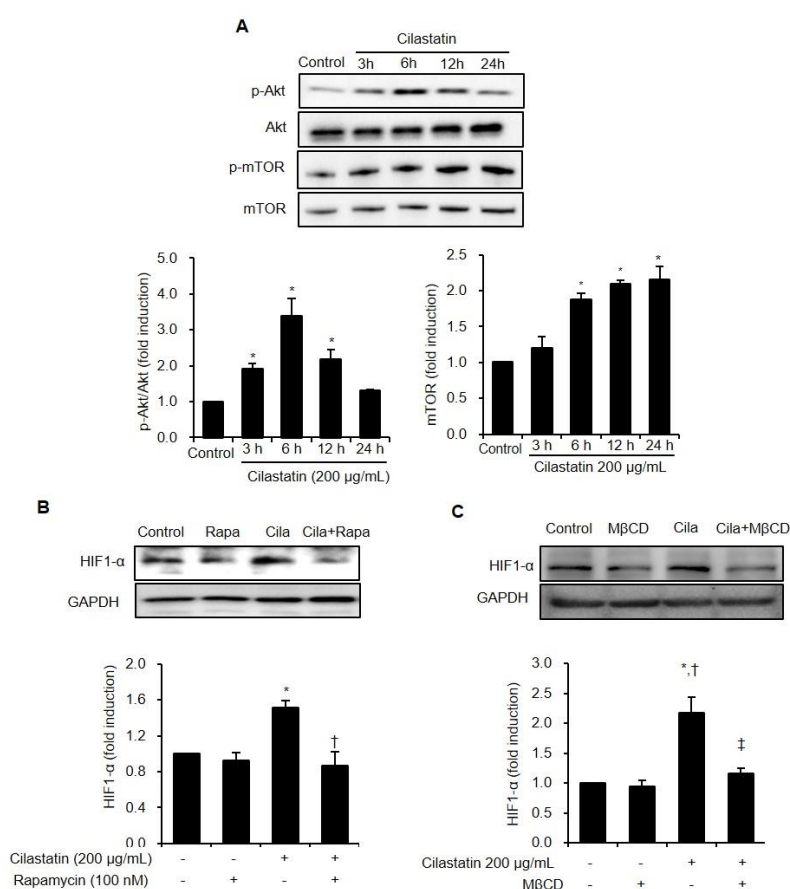 A
Cilastatin
Control 3h 6h 12h 24h
p-Akt
Akt
p-mTOR
mTOR
p-Akt/Akt (fold induction)
5.0
4.0
3.0
2.0
1.0
0.0
* * *
Control 3 h 6 h 12 h 24 h
Cilastatin (200 µg/mL)
mTOR (fold induction)
2.5
2.0
1.5
1.0
0.5
0.0
* * *
Control 3 h 6 h 12 h 24 h
Cilastatin 200 µg/mL
B
Control Rapa Cila Cila+Rapa
HIF1-α
GAPDH
HIF1-α (fold induction)
2.0
1.6
1.2
0.8
0.4
0.0
* †
Cilastatin (200 µg/mL) - - + +
Rapamycin (100 nM) - + - +
C
Control MβCD Cila Cila+MβCD
HIF1-α
GAPDH
HIF1-α (fold induction)
3.0
2.5
2.0
1.5
1.0
0.5
0.0
*,† ‡
Cilastatin 200 µg/mL - - + +
MβCD - + - +